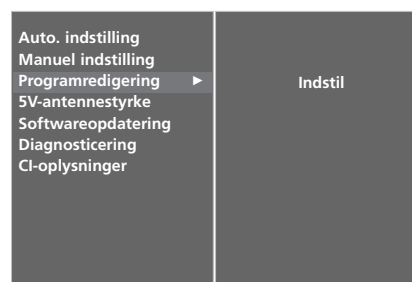 Auto. indstilling
Manuel indstilling
Programredigering ►
Indstil
5V-antennestyrke
Softwareopdatering
Diagnosticering
CI-oplysninger